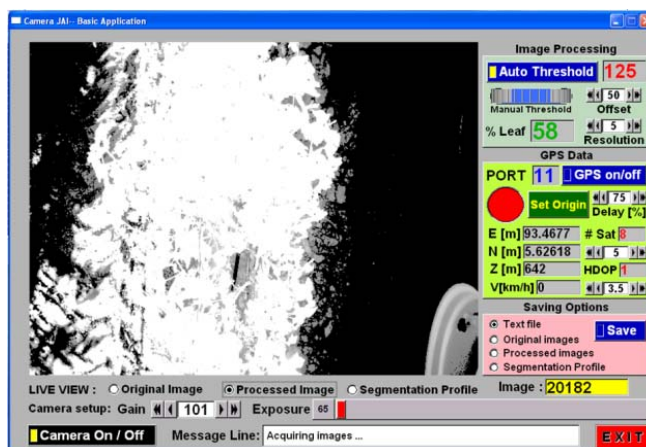 Camera JAI-- Basic Application
Image Processing
Auto Threshold 125
50
Manual Threshold Offset
% Leaf 58 5
Resolution
GPS Data
PORT 11 GPS on/off
Set Origin 75
Delay [%]
E [m] 93.4677 # Sat 8
N [m] 5.62618 5
Z [m] 642 HDOP 1
V[km/h] 0 3.5
Saving Options
Text file
Original images Save
Processed images
Segmentation Profile
LIVE VIEW : Original Image Processed Image Segmentation Profile Image : 20182
Camera setup: Gain 101 Exposure 65
Camera On / Off Message Line: Acquiring images ... EXIT